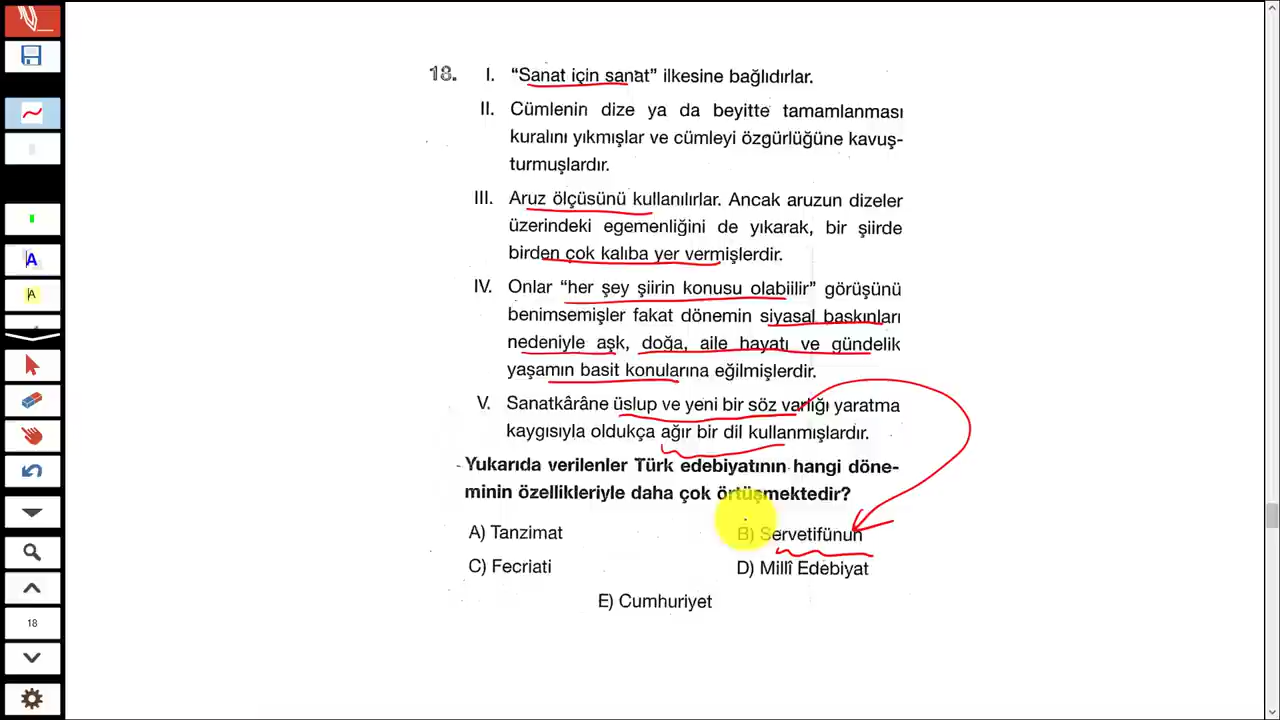 18. I. “Sanat için sanat” ilkesine bağlıdırlar.
II. Cümlenin dize ya da beyitte tamamlanması
kuralını yıkmışlar ve cümleyi özgürlüğüne kavuş-
turmuşlardır.
III. Aruz ölçüsünü kullanılırlar. Ancak aruzun dizeler
üzerindeki egemenliğini de yıkarak, bir şiirde
birden çok kalıba yer vermişlerdir.
IV. Onlar “her şey şiirin konusu olabiilir” görüşünü
benimsemişler fakat dönemin siyasal baskınları
nedeniyle aşk, doğa, aile hayatı ve gündelik
yaşamın basit konularına eğilmişlerdir.
V. Sanatkârâne üslup ve yeni bir söz varlığı yaratma
kaygısıyla oldukça ağır bir dil kullanmışlardır.
Yukarıda verilenler Türk edebiyatının hangi döne-
minin özellikleriyle daha çok örtüşmektedir?
A) Tanzimat B) Servetifünun
C) Fecriati D) Millî Edebiyat
E) Cumhuriyet
A
A
18